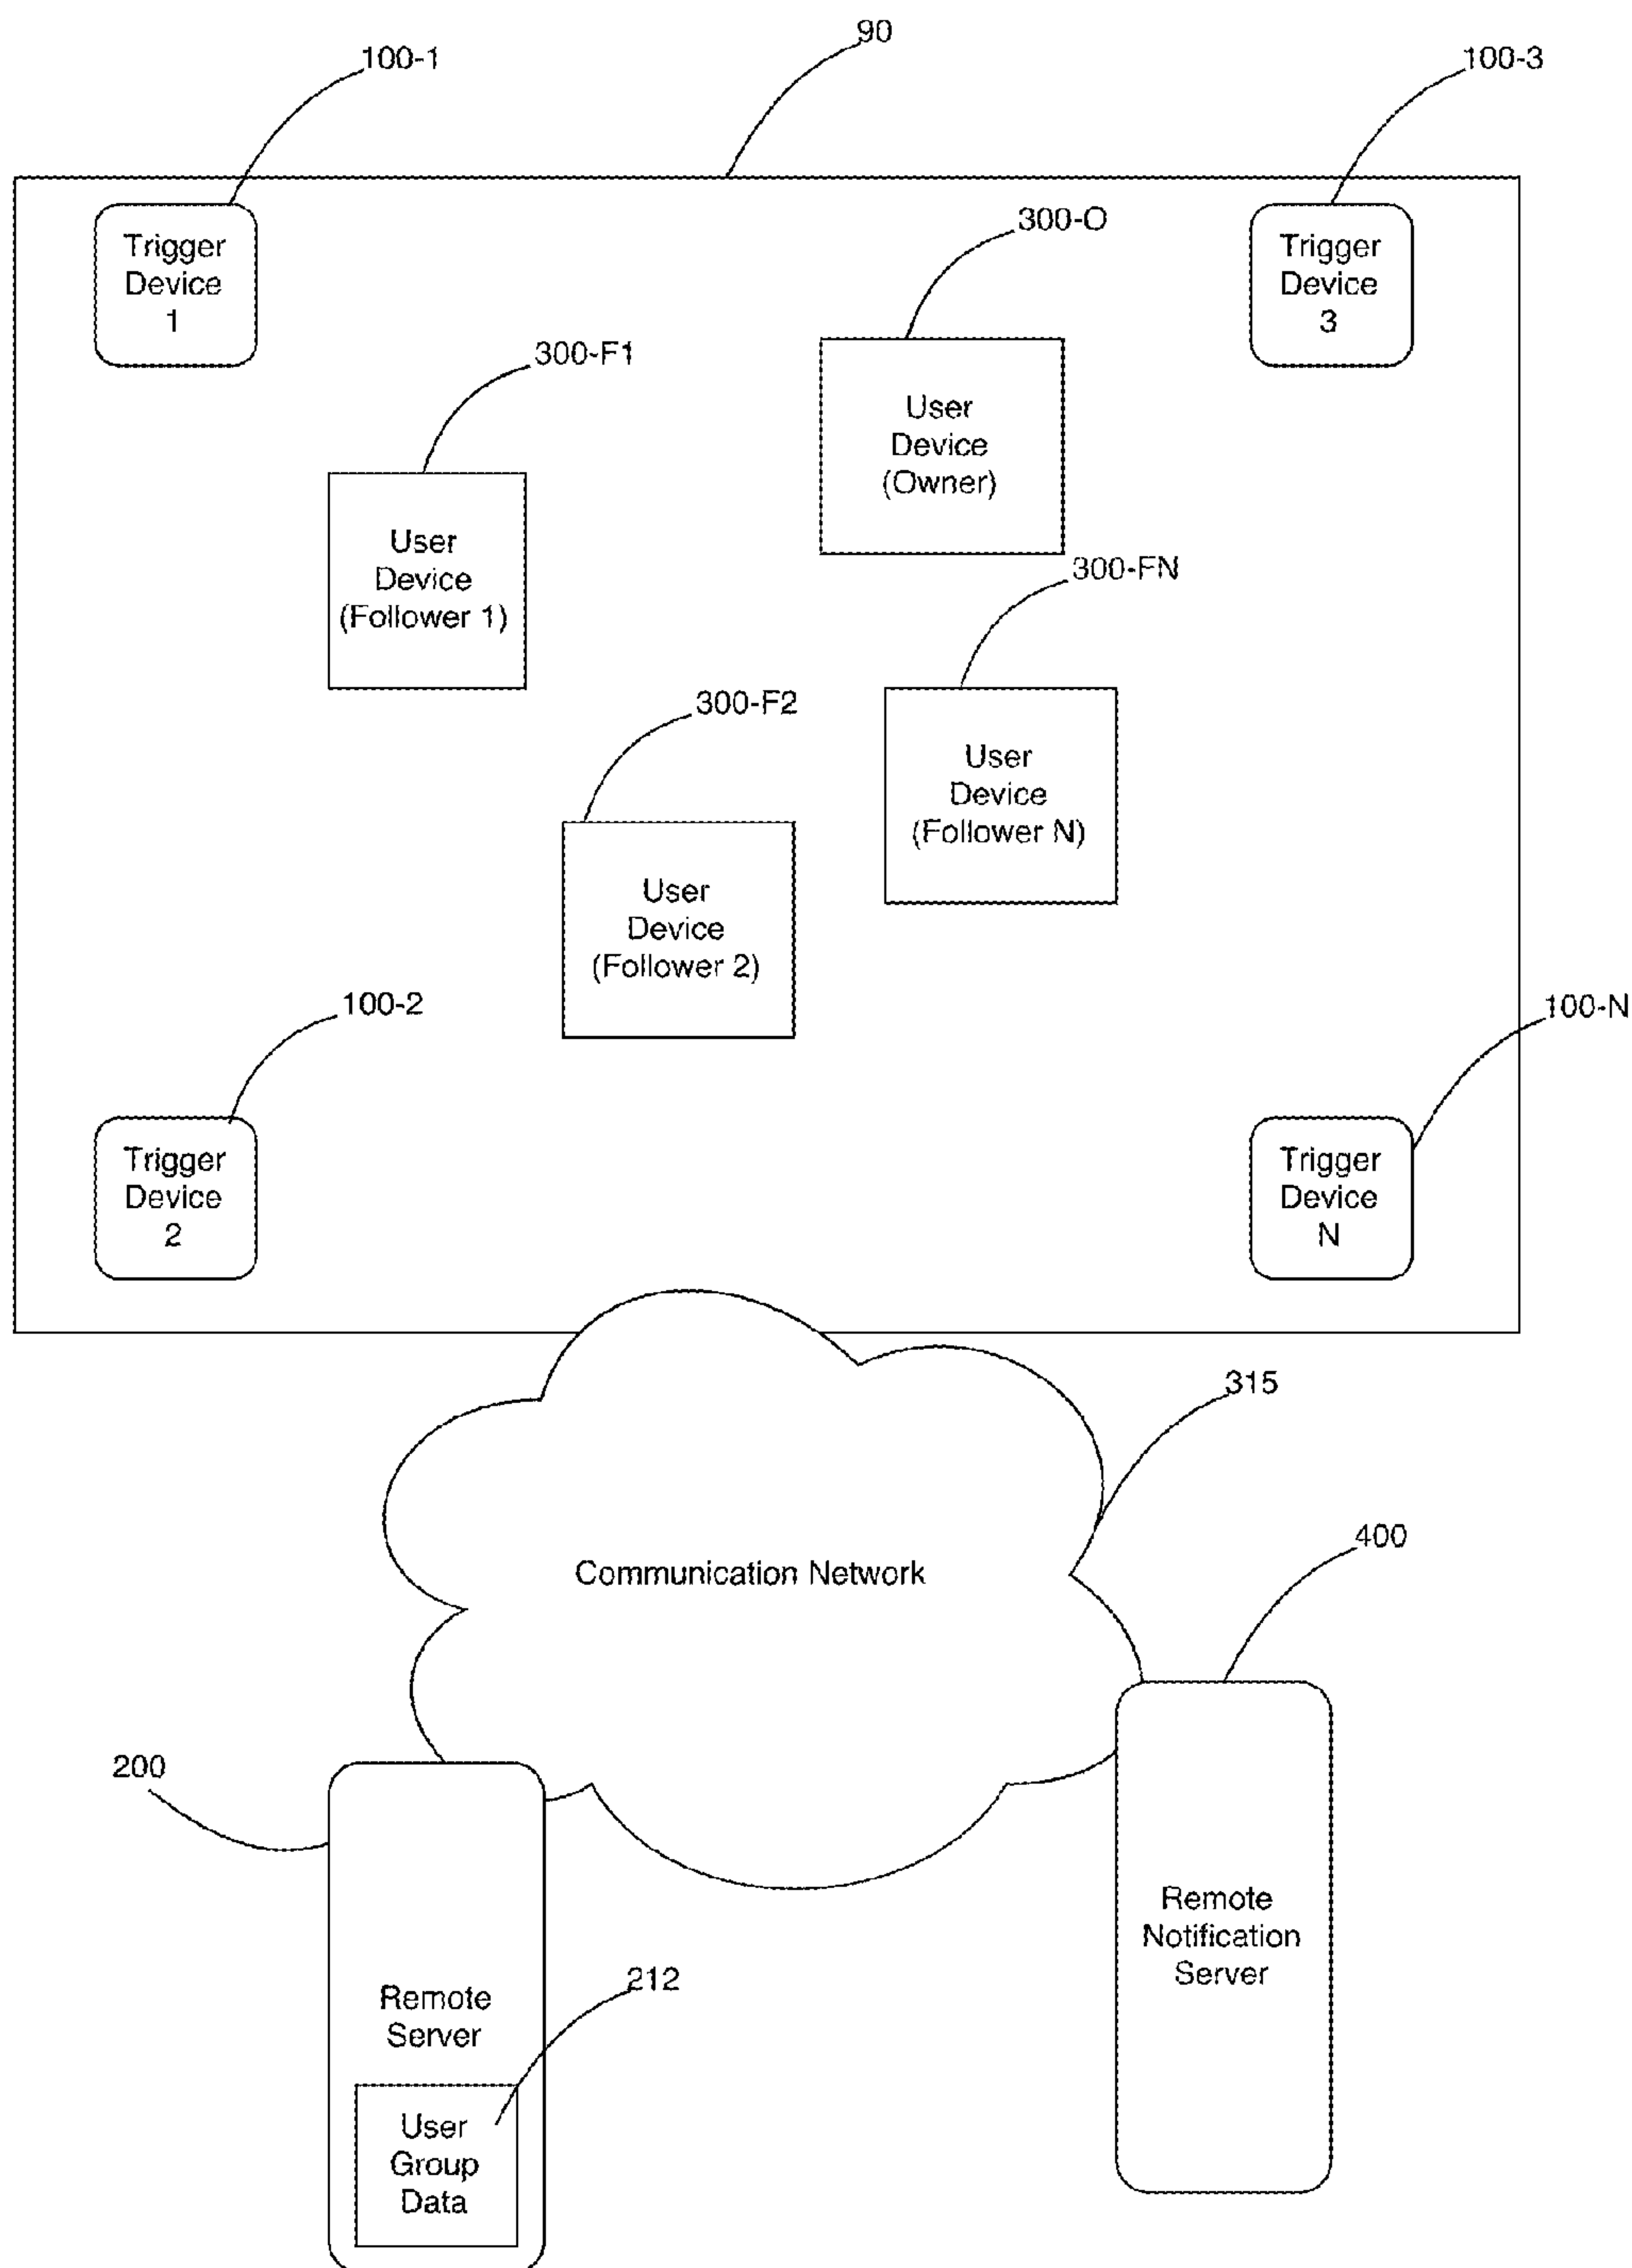 90
100-1
100-3
Trigger
Device
1
300-O
Trigger
Device
3
300-F1
User
Device
(Owner)
User
Device
(Follower 1)
300-FN
300-F2
User
Device
(Follower N)
User
Device
(Follower 2)
100-2
100-N
Trigger
Device
2
Trigger
Device
N
315
Communication Network
400
200
Remote
Notification
Server
212
Remote
Server
User
Group
Data